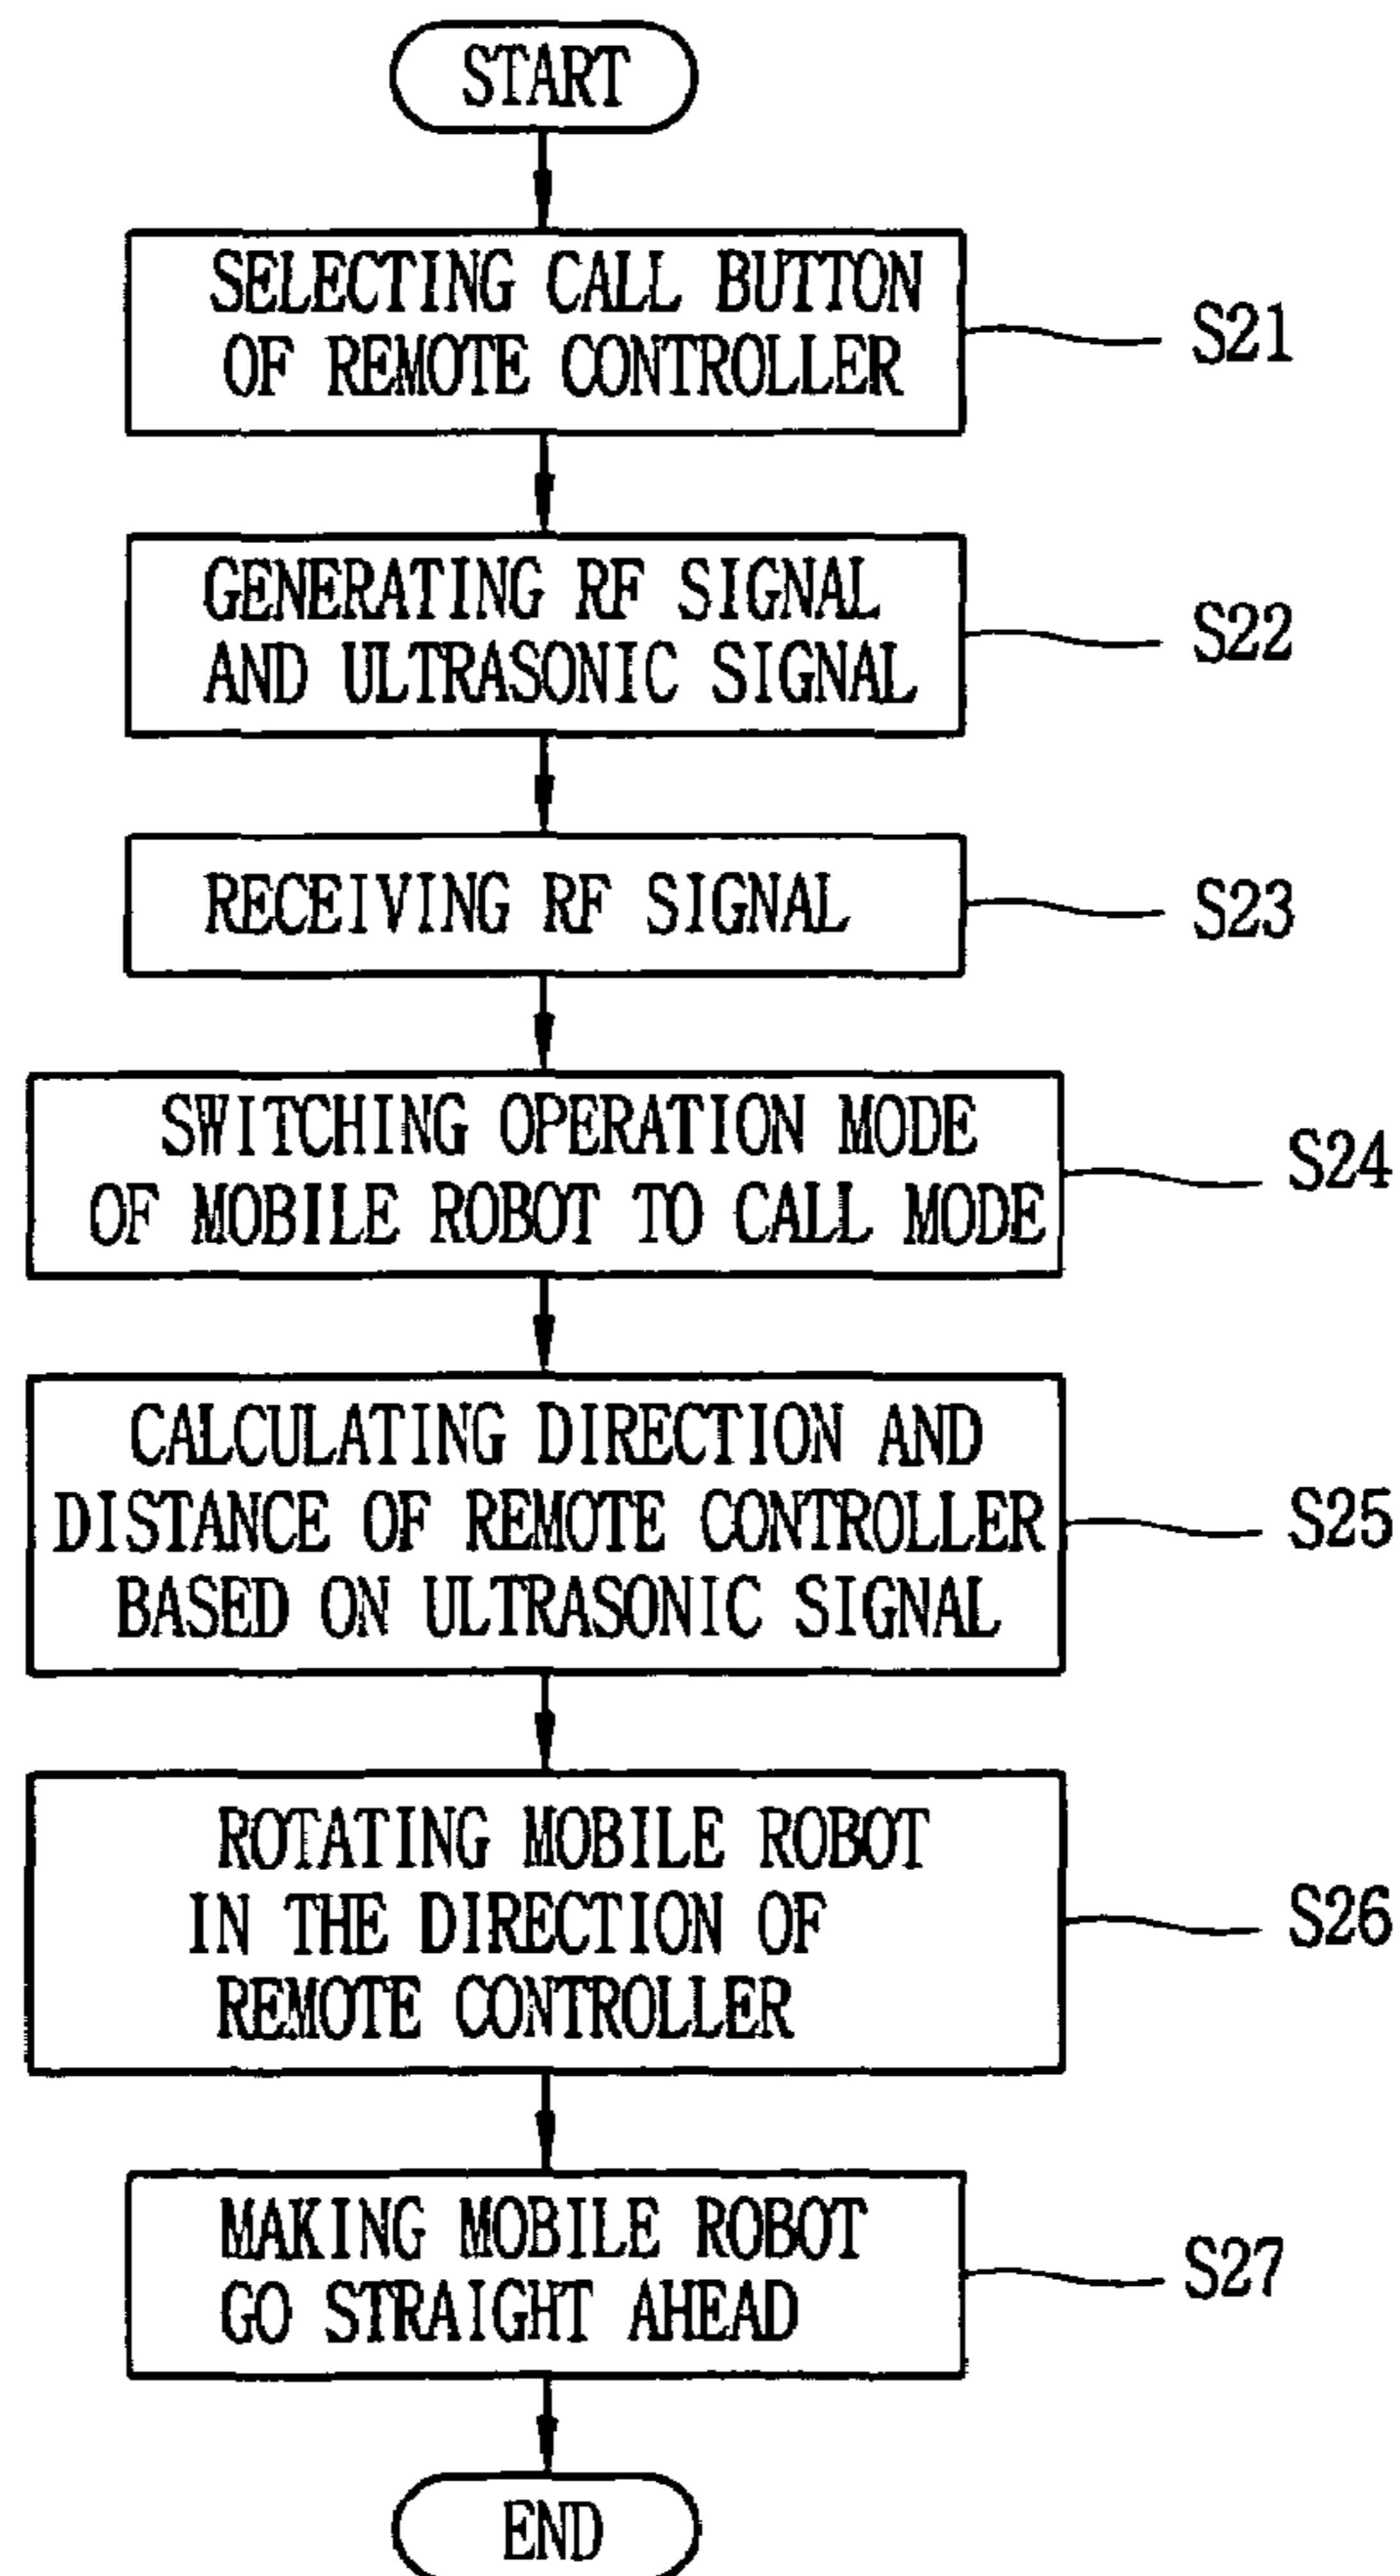 START
SELECTING CALL BUTTON
OF REMOTE CONTROLLER
S21
GENERATING RF SIGNAL
AND ULTRASONIC SIGNAL
S22
RECEIVING RF SIGNAL
S23
SWITCHING OPERATION MODE
OF MOBILE ROBOT TO CALL MODE
S24
CALCULATING DIRECTION AND
DISTANCE OF REMOTE CONTROLLER
BASED ON ULTRASONIC SIGNAL
S25
ROTATING MOBILE ROBOT
IN THE DIRECTION OF
REMOTE CONTROLLER
S26
MAKING MOBILE ROBOT
GO STRAIGHT AHEAD
S27
END